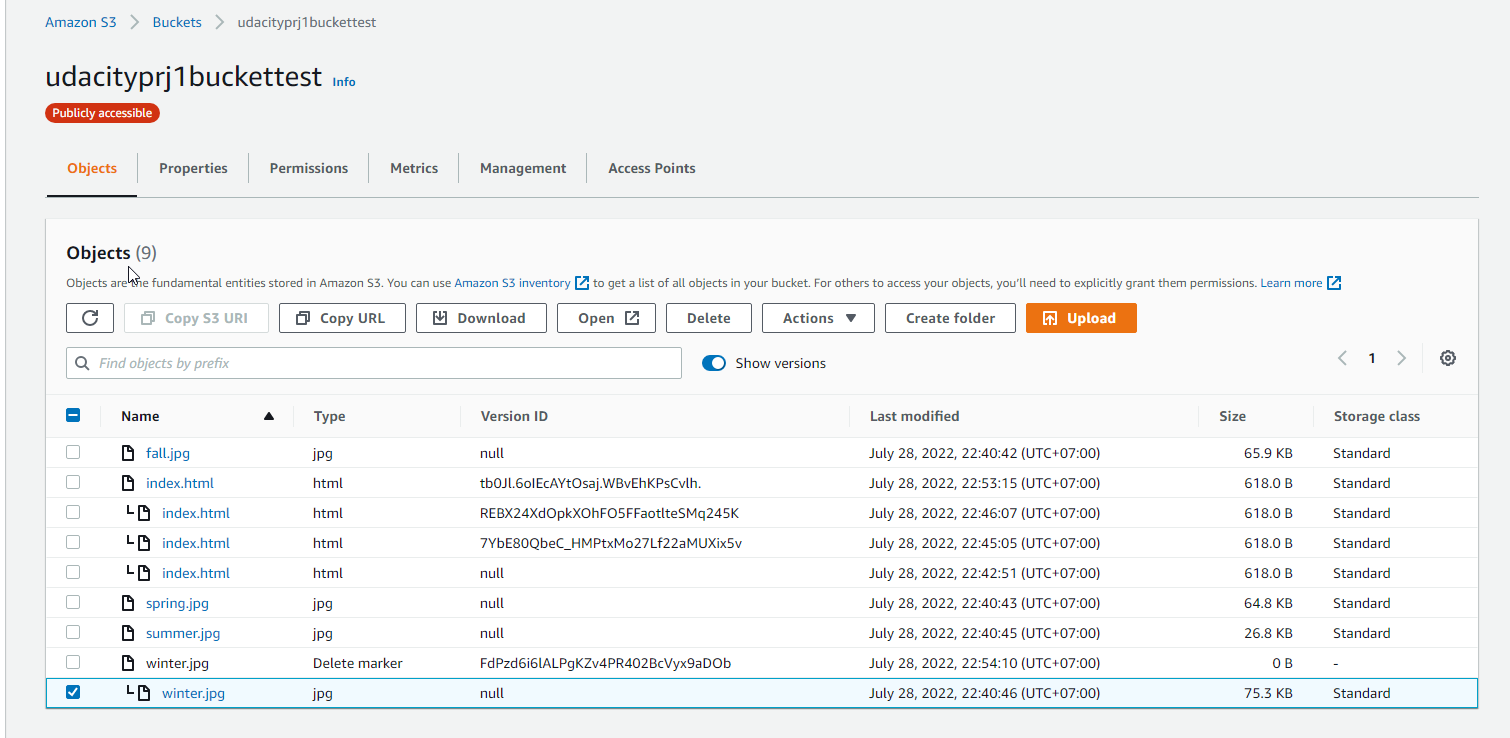 Amazon S3 > Buckets > udacityprj1buckettest
udacityprj1buckettest Info
Publicly accessible
Objects Properties Permissions Metrics Management Access Points
Objects (9)
Objects are the fundamental entities stored in Amazon S3. You can use Amazon S3 inventory to get a list of all objects in your bucket. For others to access your objects, you'll need to explicitly grant them permissions. Learn more
Copy S3 URI Copy URL Download Open Delete Actions Create folder Upload
Find objects by prefix Show versions 1
Name Type Version ID Last modified Size Storage class
fall.jpg jpg null July 28, 2022, 22:40:42 (UTC+07:00) 65.9 KB Standard
index.html html tb0Jl.6oIEcAYtOsaj.WBvEhKPsCvlh. July 28, 2022, 22:53:15 (UTC+07:00) 618.0 B Standard
index.html html REBX24XdOpkXOhFO5FFaotlteSMq245K July 28, 2022, 22:46:07 (UTC+07:00) 618.0 B Standard
index.html html 7YbE80QbeC_HMPtxMo27Lf22aMUXix5v July 28, 2022, 22:45:05 (UTC+07:00) 618.0 B Standard
index.html html null July 28, 2022, 22:42:51 (UTC+07:00) 618.0 B Standard
spring.jpg jpg null July 28, 2022, 22:40:43 (UTC+07:00) 64.8 KB Standard
summer.jpg jpg null July 28, 2022, 22:40:45 (UTC+07:00) 26.8 KB Standard
winter.jpg Delete marker FdPzd6i6lALPgKZv4PR402BcVyx9aDOb July 28, 2022, 22:54:10 (UTC+07:00) 0 B -
winter.jpg jpg null July 28, 2022, 22:40:46 (UTC+07:00) 75.3 KB Standard